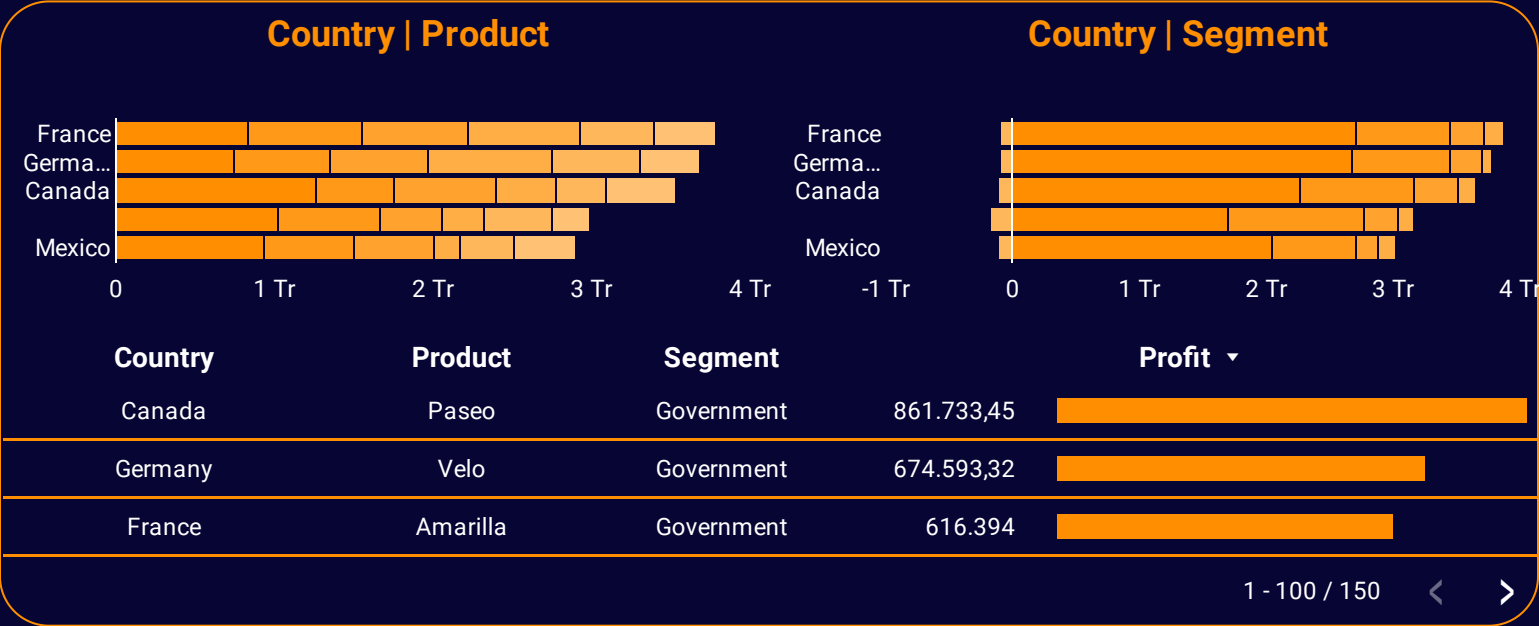 Country | Product
Country | Segment
France
Germa...
Canada
Mexico
0 1 Tr 2 Tr 3 Tr 4 Tr
France
Germa...
Canada
Mexico
-1 Tr 0 1 Tr 2 Tr 3 Tr 4 Tr
Country Product Segment Profit
Canada Paseo Government 861.733,45
Germany Velo Government 674.593,32
France Amarilla Government 616.394
1 - 100 / 150